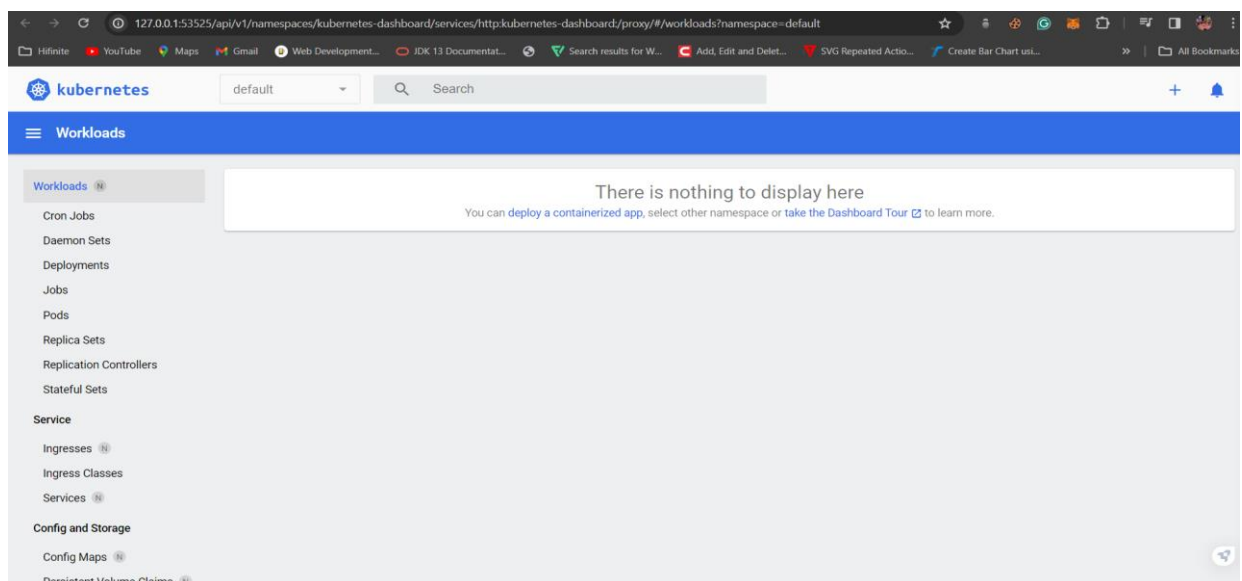 127.0.0.1:53525/api/v1/namespaces/kubernetes-dashboard/services/http:kubernetes-dashboard:/proxy/#/workloads?namespace=default
Hifinite YouTube Maps Gmail Web Development... JDK 13 Documentat... Search results for W... Add, Edit and Delet... SVG Repeated Actio... Create Bar Chart usi... » All Bookmarks
kubernetes default Search
Workloads
Workloads N
There is nothing to display here
You can deploy a containerized app, select other namespace or take the Dashboard Tour to learn more.
Cron Jobs
Daemon Sets
Deployments
Jobs
Pods
Replica Sets
Replication Controllers
Stateful Sets
Service
Ingresses N
Ingress Classes
Services N
Config and Storage
Config Maps N
Persistent Volume Claims N